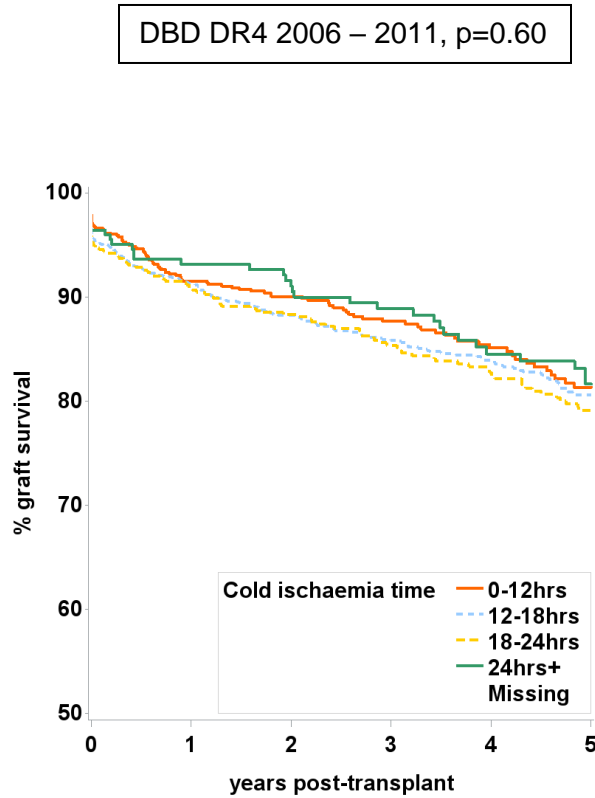 DBD DR4 2006 – 2011, p=0.60
100
90
80
70
60
50
% graft survival
Cold ischaemia time
0-12hrs
12-18hrs
18-24hrs
24hrs+
Missing
0 1 2 3 4 5
years post-transplant